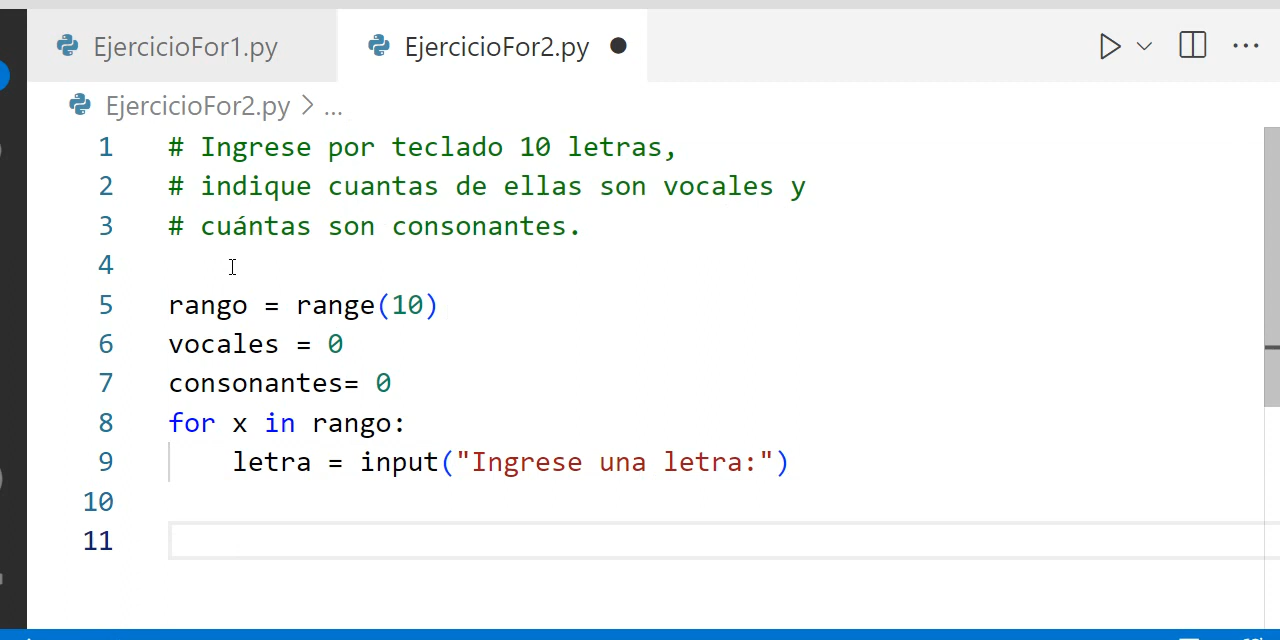 EjercicioFor1.py EjercicioFor2.py
EjercicioFor2.py > ...
1 # Ingrese por teclado 10 letras,
2 # indique cuantas de ellas son vocales y
3 # cuántas son consonantes.
4
5 rango = range(10)
6 vocales = 0
7 consonantes= 0
8 for x in rango:
9 letra = input("Ingrese una letra:")
10
11